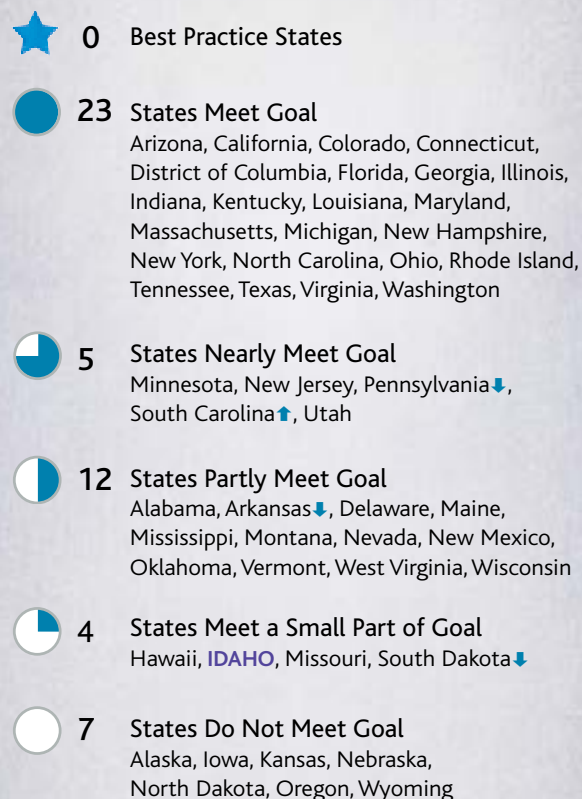 0 Best Practice States
23 States Meet Goal
Arizona, California, Colorado, Connecticut,
District of Columbia, Florida, Georgia, Illinois,
Indiana, Kentucky, Louisiana, Maryland,
Massachusetts, Michigan, New Hampshire,
New York, North Carolina, Ohio, Rhode Island,
Tennessee, Texas, Virginia, Washington
5 States Nearly Meet Goal
Minnesota, New Jersey, Pennsylvania⬇,
South Carolina⬆, Utah
12 States Partly Meet Goal
Alabama, Arkansas⬇, Delaware, Maine,
Mississippi, Montana, Nevada, New Mexico,
Oklahoma, Vermont, West Virginia, Wisconsin
4 States Meet a Small Part of Goal
Hawaii, IDAHO, Missouri, South Dakota⬇
7 States Do Not Meet Goal
Alaska, Iowa, Kansas, Nebraska,
North Dakota, Oregon, Wyoming